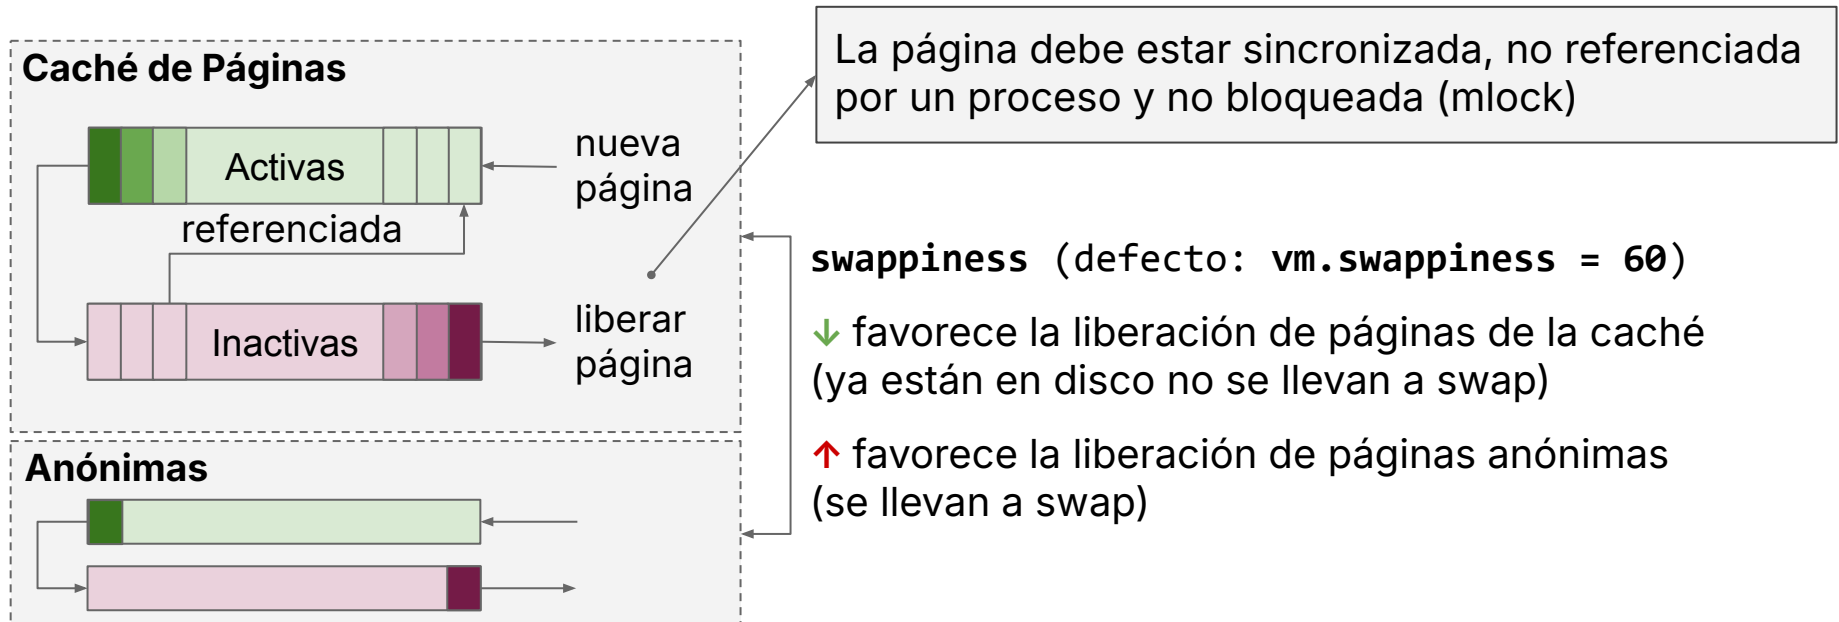 Caché de Páginas
Activas
nueva
página
referenciada
Inactivas
liberar
página
Anónimas
La página debe estar sincronizada, no referenciada
por un proceso y no bloqueada (mlock)
swappiness (defecto: vm.swappiness = 60)
↓ favorece la liberación de páginas de la caché
(ya están en disco no se llevan a swap)
↑ favorece la liberación de páginas anónimas
(se llevan a swap)